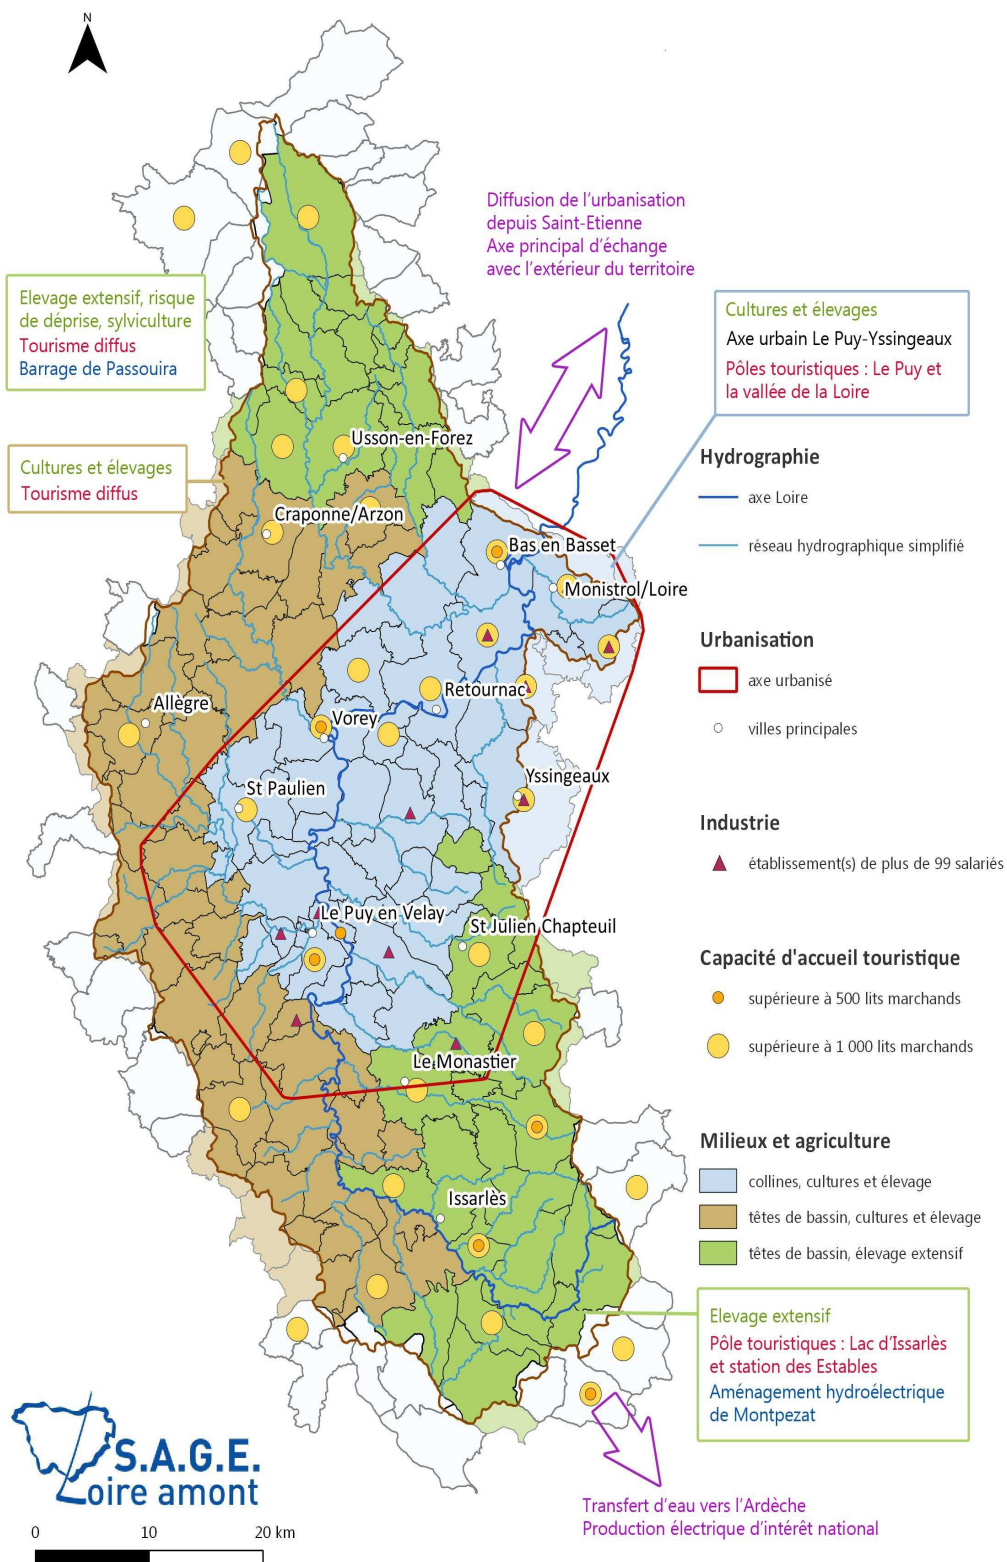 N
Diffusion de l'urbanisation
depuis Saint-Etienne
Axe principal d'échange
avec l'extérieur du territoire
Elevage extensif, risque
de déprise, sylviculture
Tourisme diffus
Barrage de Passouira
Cultures et élevages
Axe urbain Le Puy-Yssingeaux
Pôles touristiques : Le Puy et
la vallée de la Loire
Cultures et élevages
Tourisme diffus
Usson-en-Forez
Craponne/Arzon
Bas en Basset
Monistrol/Loire
Retournac
Allègre
Vorey
St Paulien
Yssingeaux
Le Puy en Velay
St Julien Chapteuil
Le Monastier
Issarlès
Hydrographie
axe Loire
réseau hydrographique simplifié
Urbanisation
axe urbanisé
villes principales
Industrie
établissement(s) de plus de 99 salariés
Capacité d'accueil touristique
supérieure à 500 lits marchands
supérieure à 1 000 lits marchands
Milieux et agriculture
collines, cultures et élevage
têtes de bassin, cultures et élevage
têtes de bassin, élevage extensif
Elevage extensif
Pôle touristiques : Lac d'Issarlès
et station des Estables
Aménagement hydroélectrique
de Montpezat
Transfert d'eau vers l'Ardèche
Production électrique d'intérêt national
S.A.G.E.
Loire amont
0 10 20 km